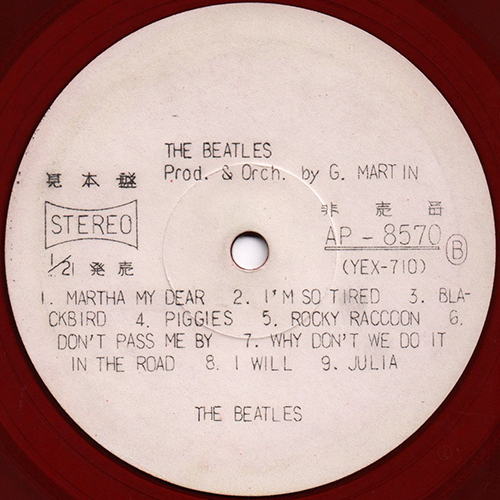 THE BEATLES
Prod. & Orch. by G. MARTIN
見本盤
非売品
STEREO
AP-8570 B
1/21 発売
(YEX-710)
1. MARTHA MY DEAR 2. I'M SO TIRED 3. BLA-
CKBIRD 4. PIGGIES 5. ROCKY RACCOON 6.
DON'T PASS ME BY 7. WHY DON'T WE DO IT
IN THE ROAD 8. I WILL 9. JULIA
THE BEATLES